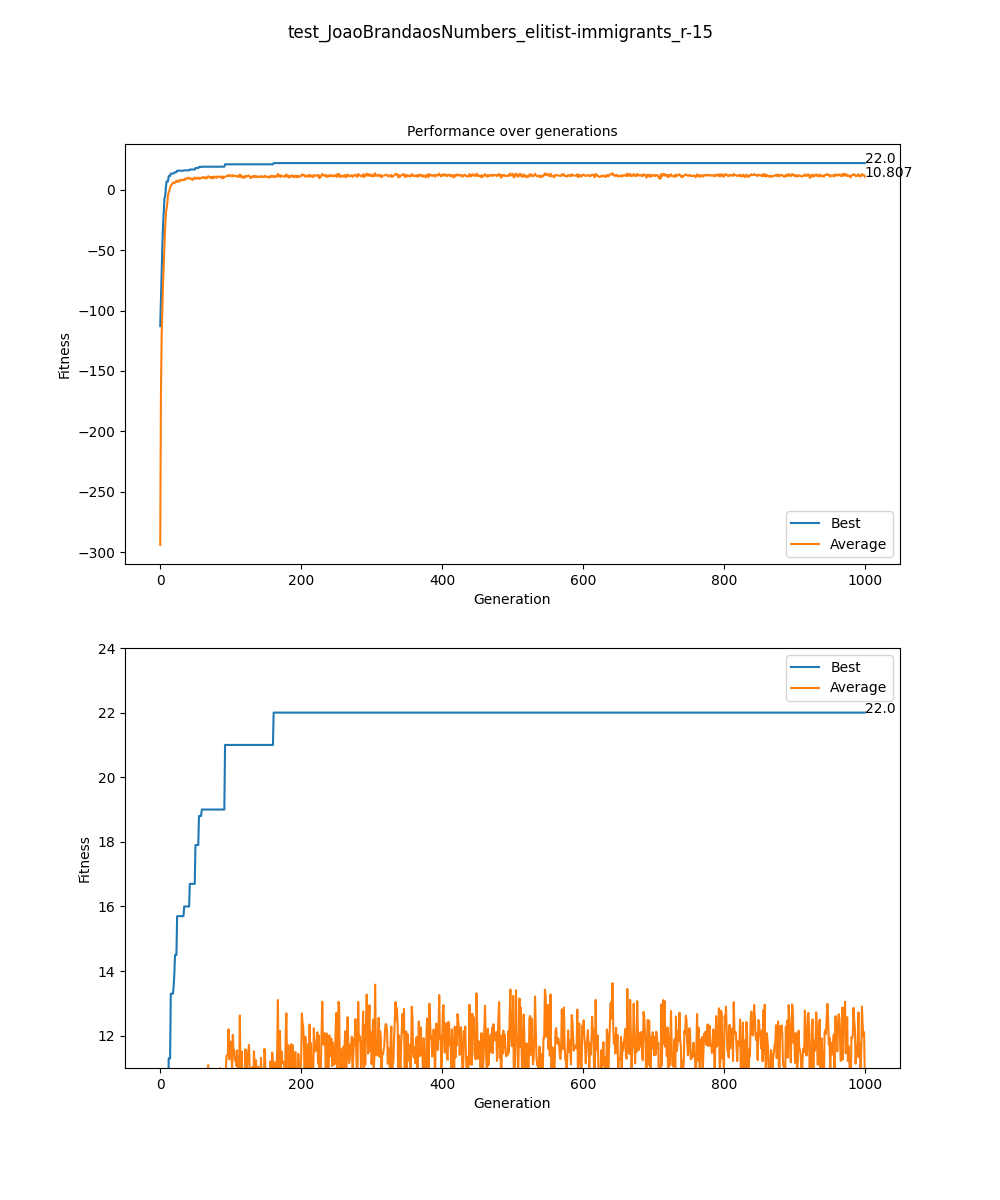 test_JoaoBrandaosNumbers_elitist-immigrants_r-15
Performance over generations
22.0
10.807
0
−50
−100
−150
−200
−250
−300
Fitness
Best
Average
0 200 400 600 800 1000
Generation
24
22
20
18
16
14
12
Fitness
Best
Average
22.0
0 200 400 600 800 1000
Generation